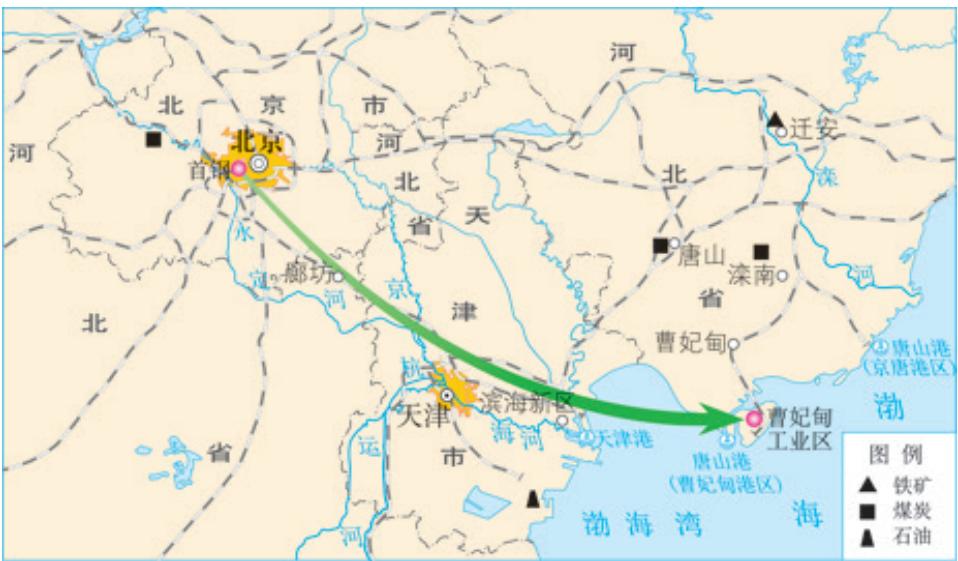 河
北 京 市
河
北京
首钢
河
北
省
天
津
市
迁安
滦
河
北
省
唐山
滦南
曹妃甸
永
定
河
廊坊
京
杭
运
河
北
省
天津
滨海新区
海河
天津港
唐山港
(京唐港区)
曹妃甸
工业区
唐山港
(曹妃甸港区)
渤海湾
渤
海
图 例
铁矿
煤炭
石油